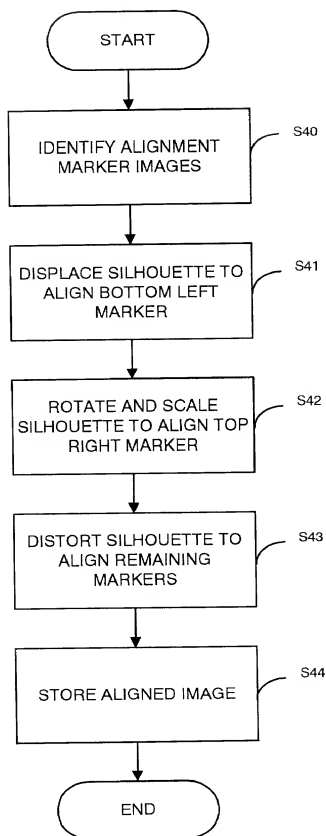 START
IDENTIFY ALIGNMENT
MARKER IMAGES
S40
DISPLACE SILHOUETTE TO
ALIGN BOTTOM LEFT
MARKER
S41
ROTATE AND SCALE
SILHOUETTE TO ALIGN TOP
RIGHT MARKER
S42
DISTORT SILHOUETTE TO
ALIGN REMAINING
MARKERS
S43
STORE ALIGNED IMAGE
S44
END